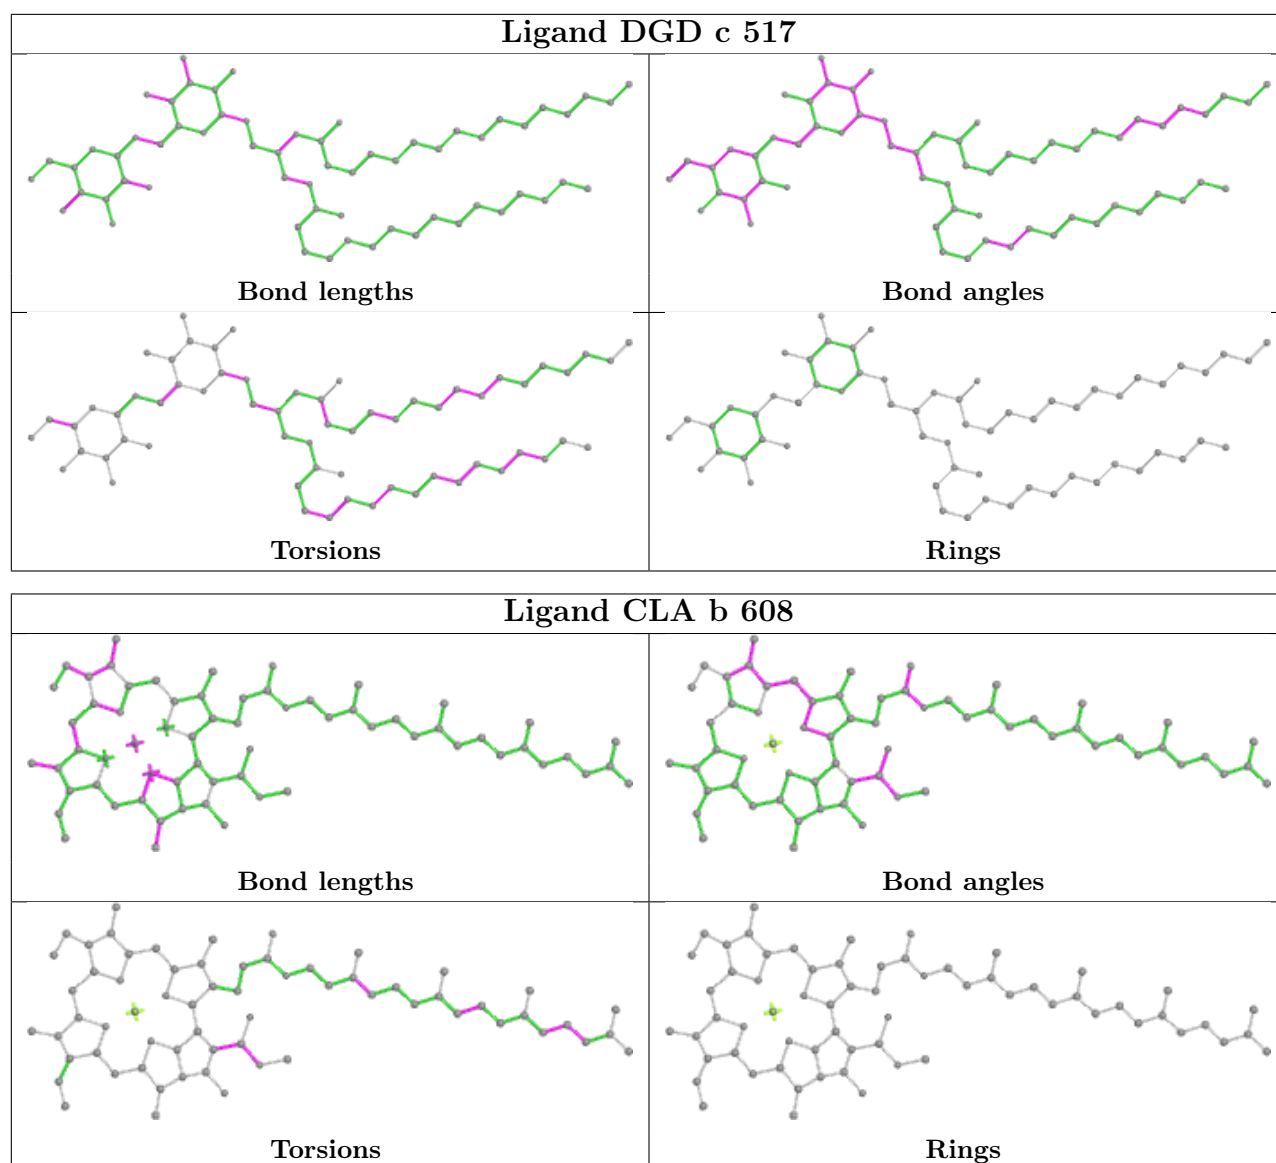 Ligand DGD c 517
Bond lengths
Bond angles
Torsions
Rings
Ligand CLA b 608
Bond lengths
Bond angles
Torsions
Rings